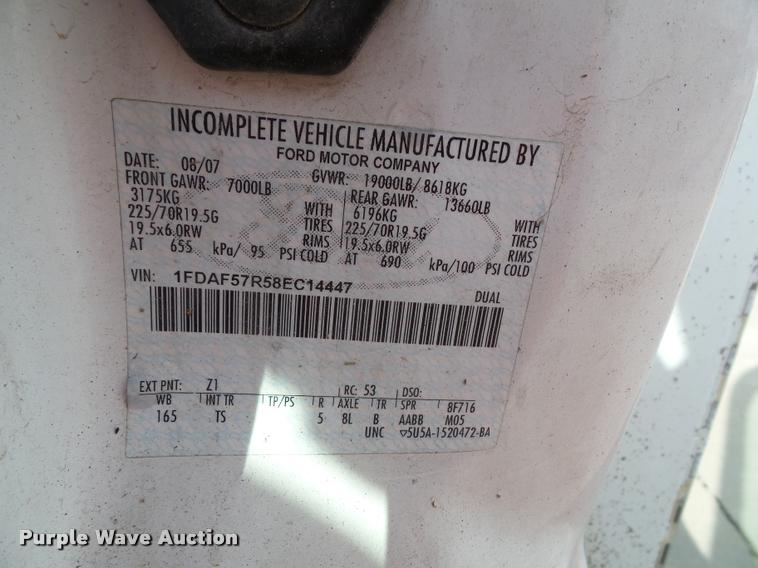 INCOMPLETE VEHICLE MANUFACTURED BY
FORD MOTOR COMPANY
DATE: 08/07 GVWR: 19000LB/ 8618KG
FRONT GAWR: 7000LB REAR GAWR: 13660LB
3175KG WITH 6196KG WITH
225/70R19.5G TIRES 225/70R19.5G TIRES
19.5x6.0RW RIMS 19.5x6.0RW RIMS
AT 655 kPa/ 95 PSI COLD AT 690 kPa/100 PSI COLD
VIN: 1FDAF57R58EC14447 DUAL
EXT PNT: Z1 RC: 53 DSO:
WB INT TR TP/PS R AXLE TR SPR 8F716
165 TS 5 8L B AABB M05
UNC ▽5U5A-1520472-BA
Purple Wave Auction